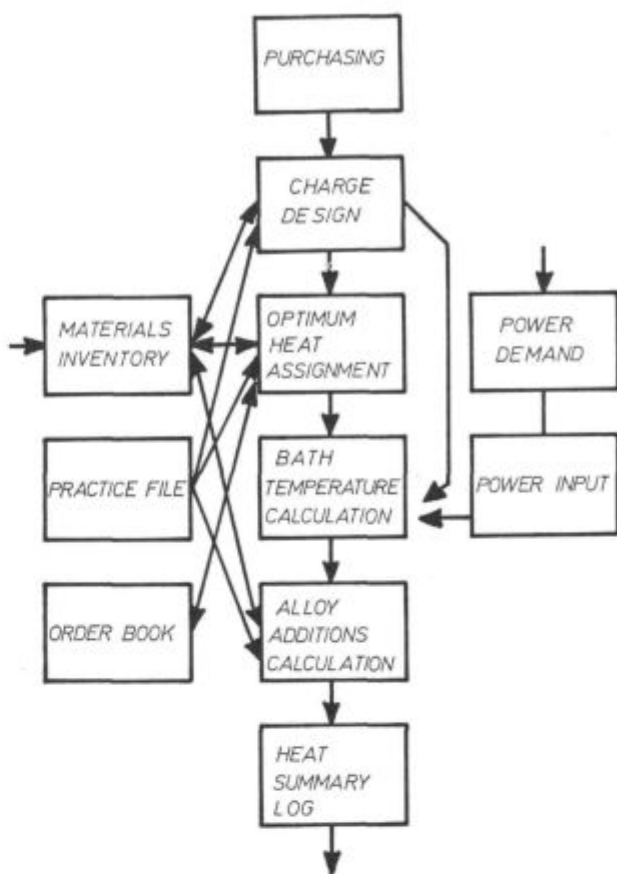 PURCHASING
CHARGE
DESIGN
MATERIALS
INVENTORY
OPTIMUM
HEAT
ASSIGNMENT
POWER
DEMAND
PRACTICE FILE
BATH
TEMPERATURE
CALCULATION
POWER INPUT
ORDER BOOK
ALLOY
ADDITIONS
CALCULATION
HEAT
SUMMARY
LOG